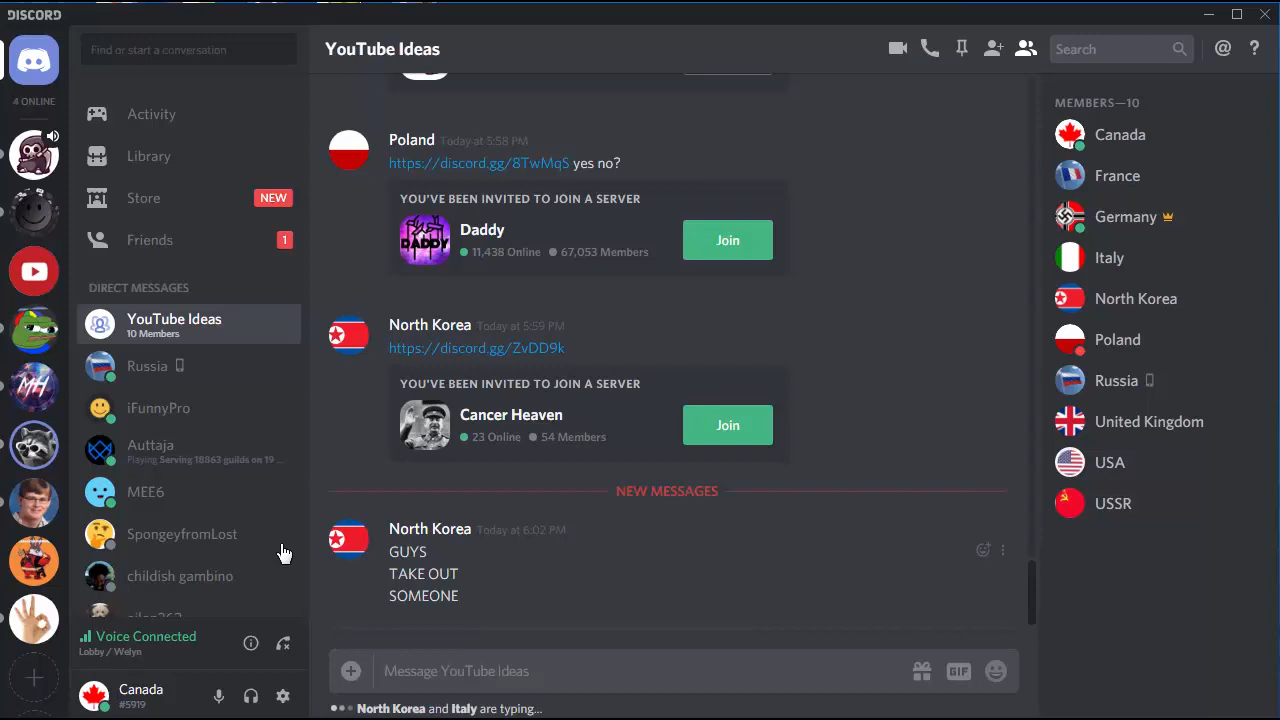 DISCORD
4 ONLINE
Find or start a conversation
Activity
Library
Store
NEW
Friends
1
DIRECT MESSAGES
YouTube Ideas
10 Members
Russia
iFunnyPro
Auttaja
Playing Serving 18863 guilds on 19 ...
MEE6
SpongeyfromLost
childish gambino
Voice Connected
Lobby / Welyn
Canada
#5919
YouTube Ideas
Search
Poland Today at 5:58 PM
https://discord.gg/8TwMqS yes no?
YOU'VE BEEN INVITED TO JOIN A SERVER
DADDY
Daddy
11,438 Online 67,053 Members
Join
North Korea Today at 5:59 PM
https://discord.gg/ZvDD9k
YOU'VE BEEN INVITED TO JOIN A SERVER
Cancer Heaven
23 Online 54 Members
Join
NEW MESSAGES
North Korea Today at 6:02 PM
GUYS
TAKE OUT
SOMEONE
Message YouTube Ideas
GIF
North Korea and Italy are typing...
MEMBERS—10
Canada
France
Germany
Italy
North Korea
Poland
Russia
United Kingdom
USA
USSR
MH